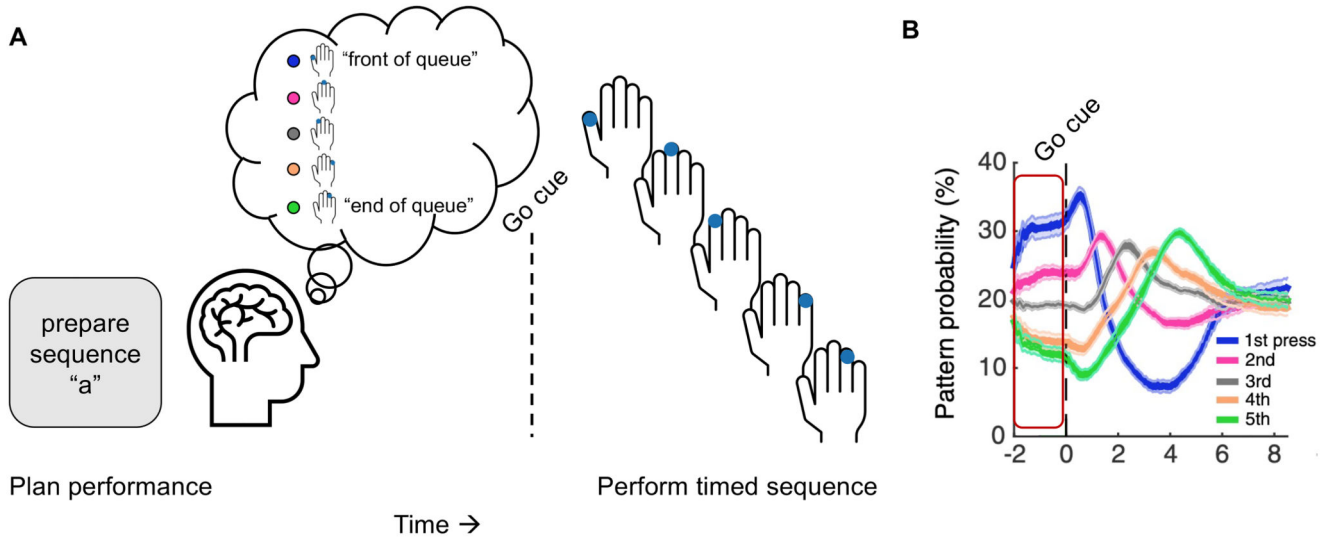 A
“front of queue”
“end of queue”
Go cue
prepare
sequence
“a”
Plan performance
Perform timed sequence
Time →
B
Go cue
Pattern probability (%)
40
30
20
10
0
-2 0 2 4 6 8
1st press
2nd
3rd
4th
5th